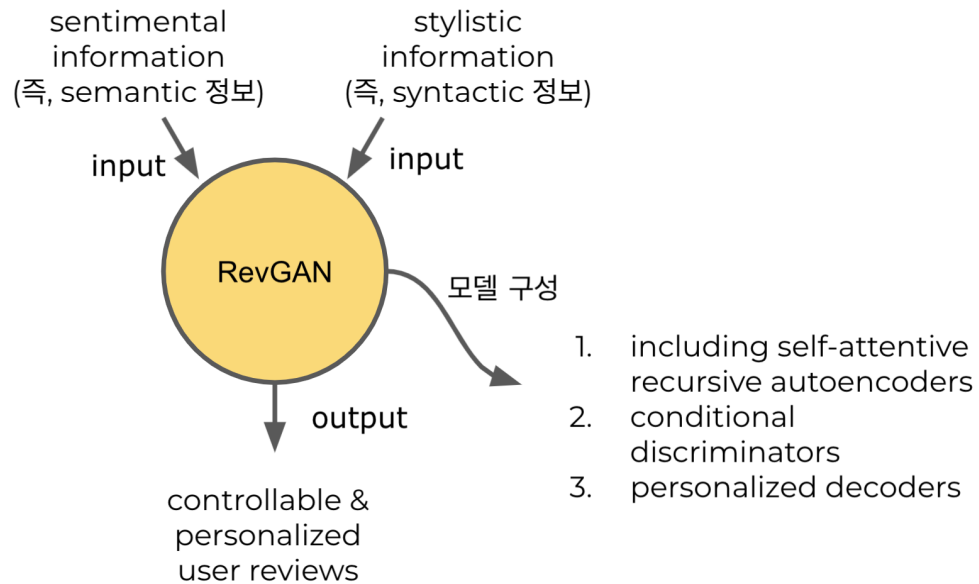 sentimental
information
(즉, semantic 정보)
stylistic
information
(즉, syntactic 정보)
input
input
RevGAN
모델 구성
1. including self-attentive
recursive autoencoders
2. conditional
discriminators
3. personalized decoders
output
controllable &
personalized
user reviews